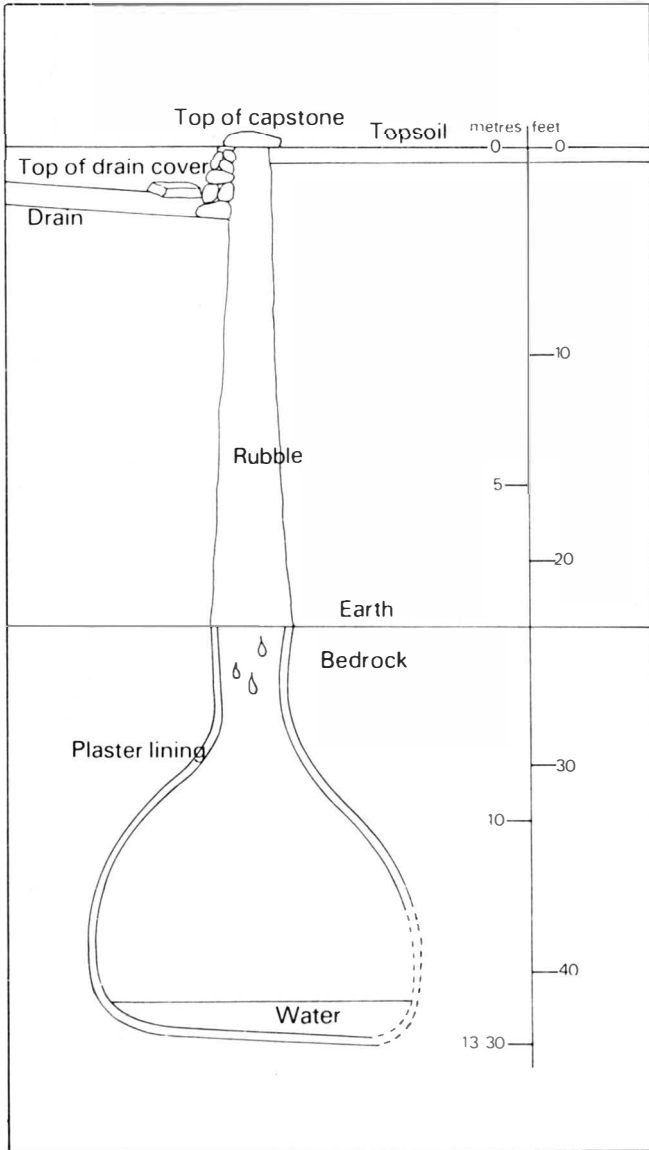 Top of capstone
Topsoil metres feet
0 0
Top of drain cover
Drain
10
Rubble
5
20
Earth
Bedrock
Plaster lining
30
10
40
Water
13 30